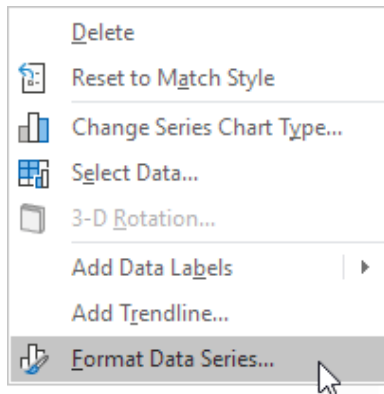 Delete
Reset to Match Style
Change Series Chart Type...
Select Data...
3-D Rotation...
Add Data Labels
Add Trendline...
Format Data Series...